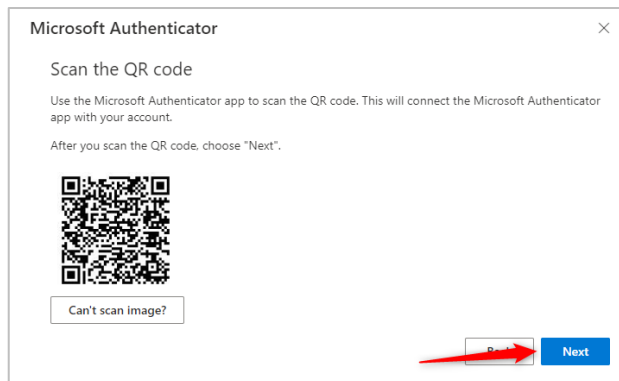 Microsoft Authenticator
Scan the QR code
Use the Microsoft Authenticator app to scan the QR code. This will connect the Microsoft Authenticator
app with your account.
After you scan the QR code, choose "Next".
Can't scan image?
Next